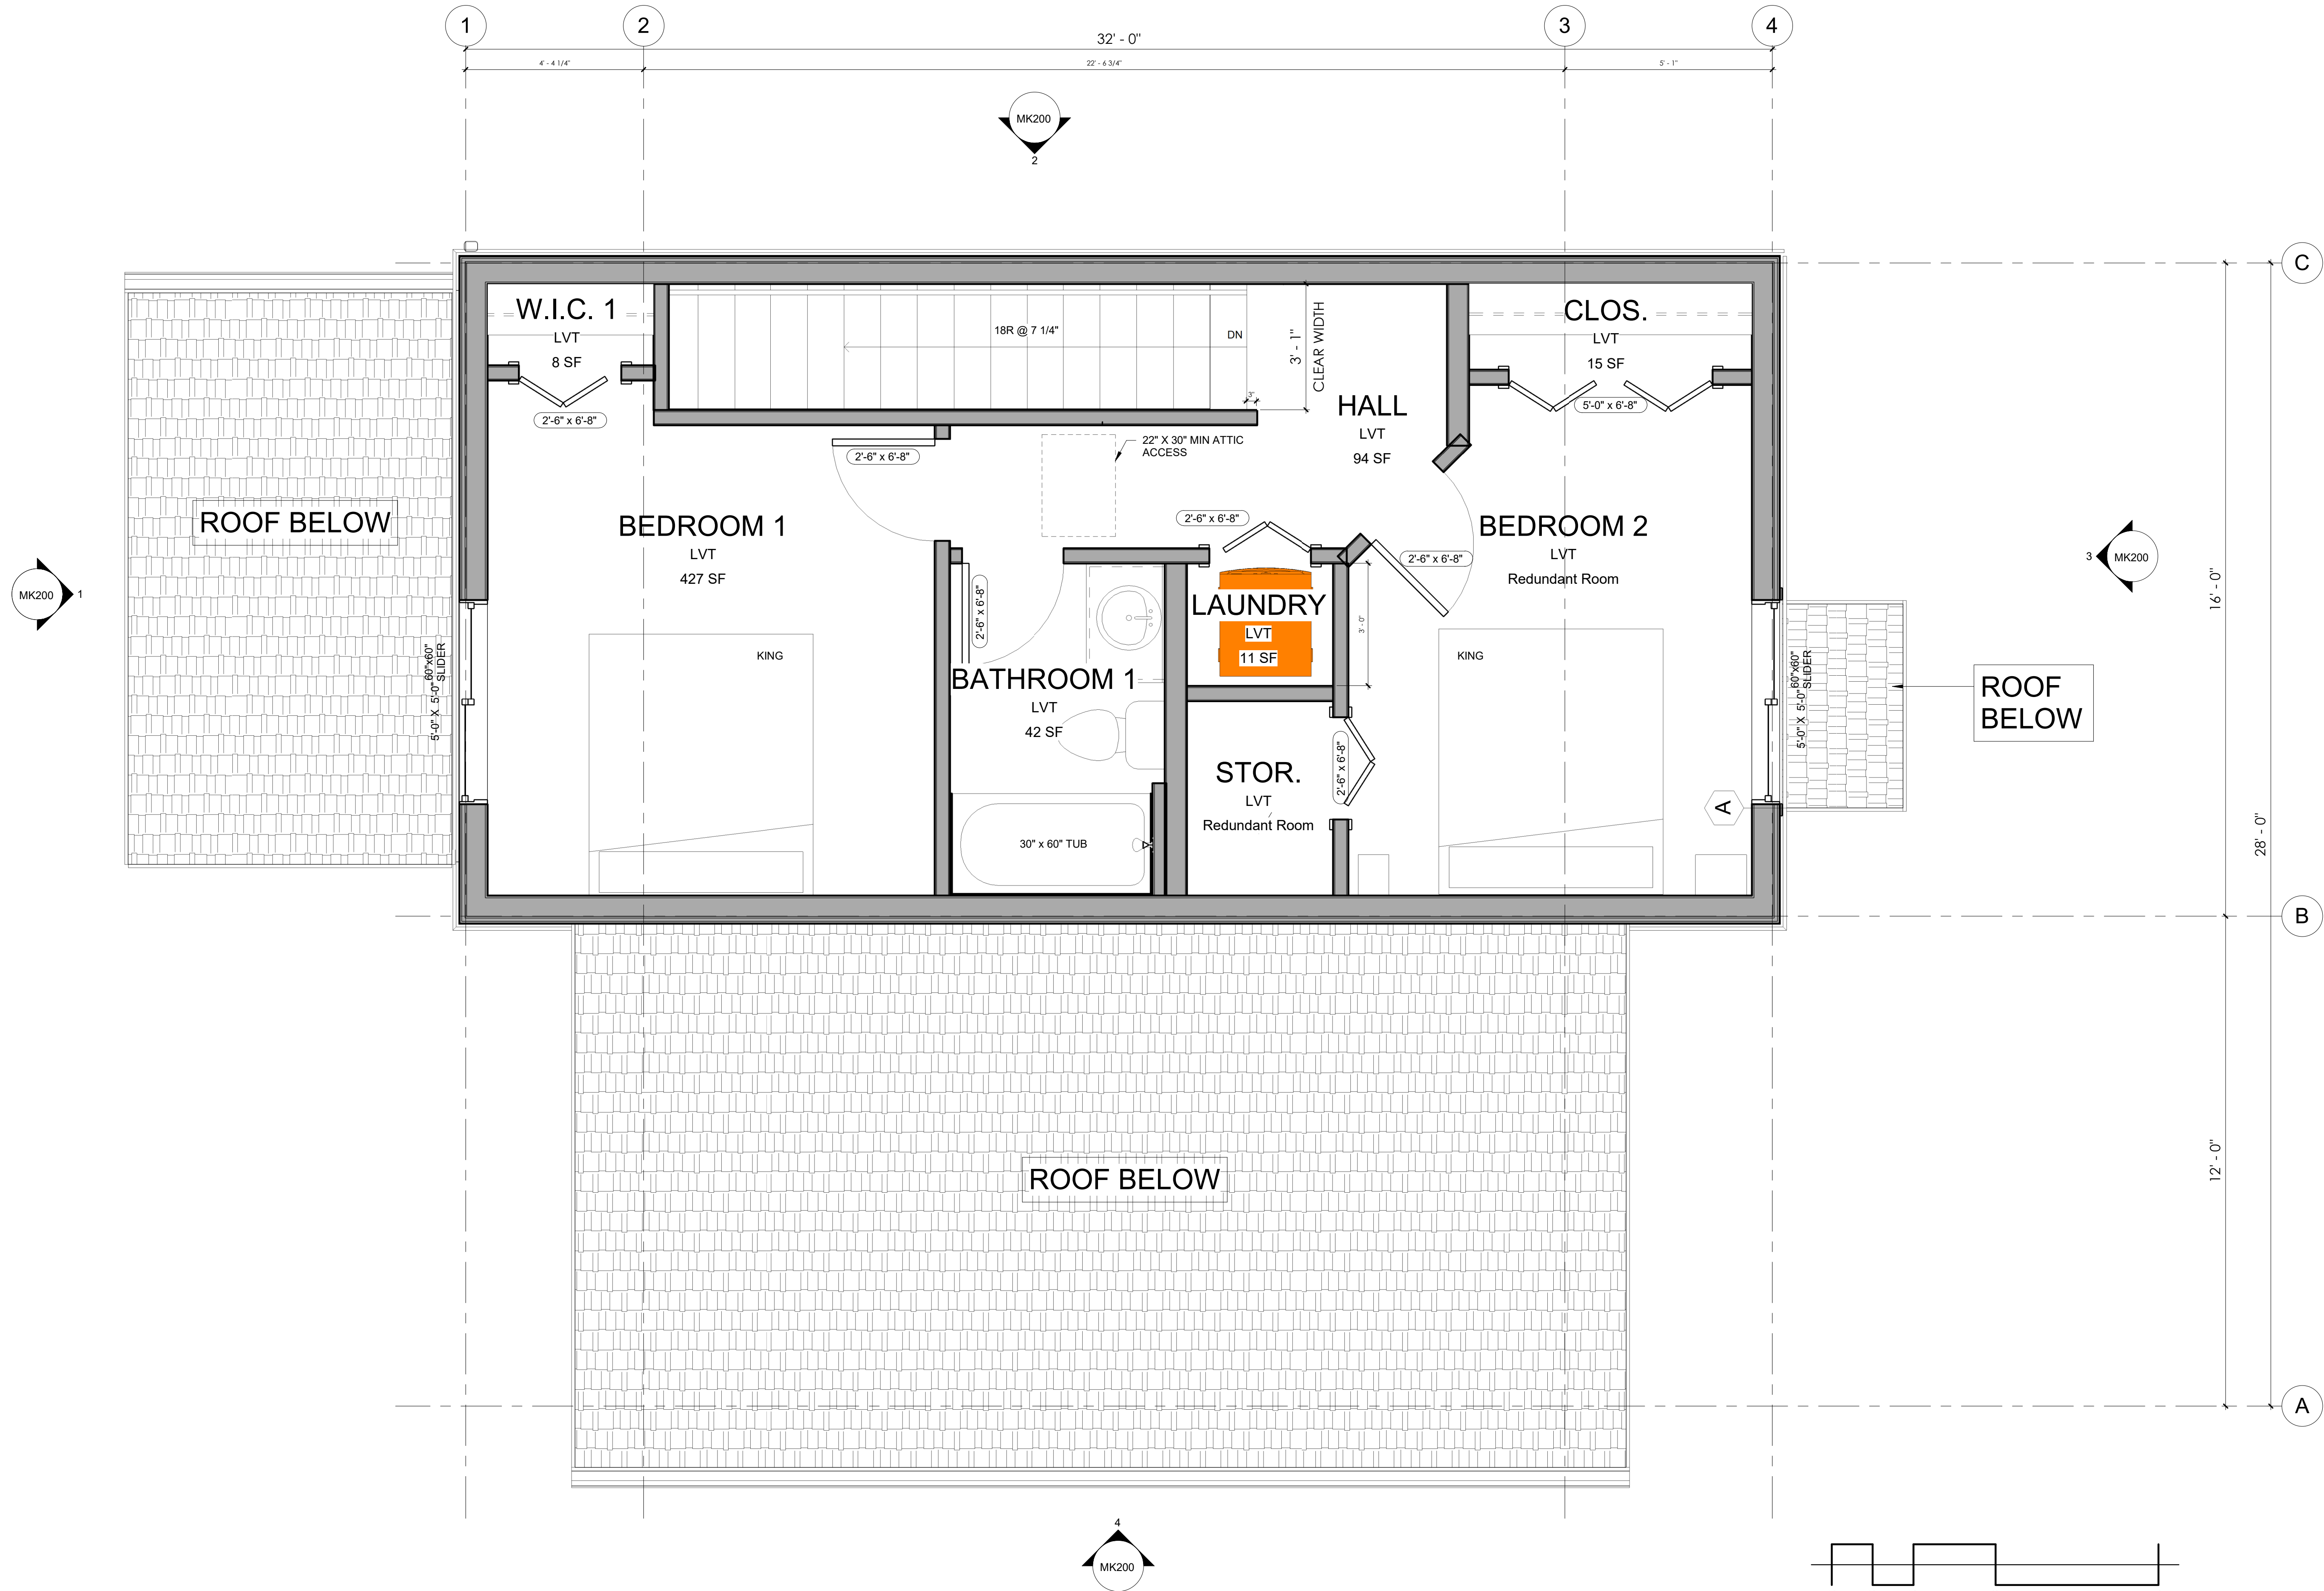 1
2
3
4
32' - 0"
4' - 4 1/4"
22' - 6 3/4"
5' - 1"
MK200
2
C
W.I.C. 1
LVT
8 SF
2'-6" x 6'-8"
18R @ 7 1/4"
DN
3' - 1"
CLEAR WIDTH
3"
HALL
LVT
94 SF
CLOS.
LVT
15 SF
5'-0" x 6'-8"
22" X 30" MIN ATTIC
ACCESS
2'-6" x 6'-8"
ROOF BELOW
BEDROOM 1
LVT
427 SF
2'-6" x 6'-8"
BEDROOM 2
LVT
Redundant Room
2'-6" x 6'-8"
MK200
1
3
MK200
16' - 0"
2'-6" x 6'-8"
LAUNDRY
LVT
11 SF
3' - 0"
KING
KING
5'-0" X 5'-0"
60"x60"
SLIDER
5'-0" X 5'-0"
60"x60"
SLIDER
BATHROOM 1
LVT
42 SF
ROOF
BELOW
STOR.
LVT
Redundant Room
2'-6" x 6'-8"
A
30" x 60" TUB
28' - 0"
B
ROOF BELOW
12' - 0"
A
4
MK200